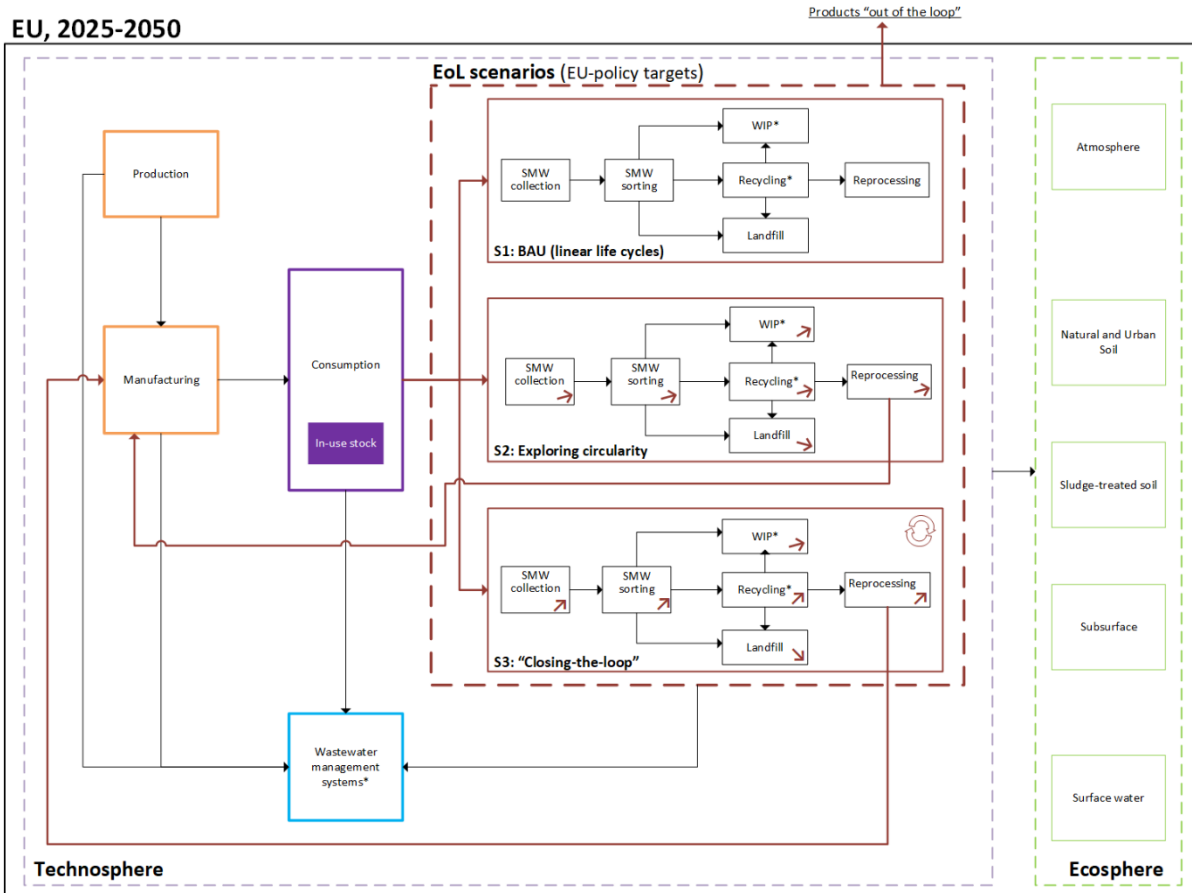 Products “out of the loop”
EU, 2025-2050
EoL scenarios (EU-policy targets)
Production
Manufacturing
Consumption
In-use stock
Wastewater
management
systems*
SMW
collection
SMW
sorting
WIP*
Recycling*
Landfill
Reprocessing
S1: BAU (linear life cycles)
SMW
collection
SMW
sorting
WIP*
Recycling*
Landfill
Reprocessing
S2: Exploring circularity
SMW
collection
SMW
sorting
WIP*
Recycling*
Landfill
Reprocessing
S3: “Closing-the-loop”
Atmosphere
Natural and Urban
Soil
Sludge-treated soil
Subsurface
Surface water
Technosphere
Ecosphere